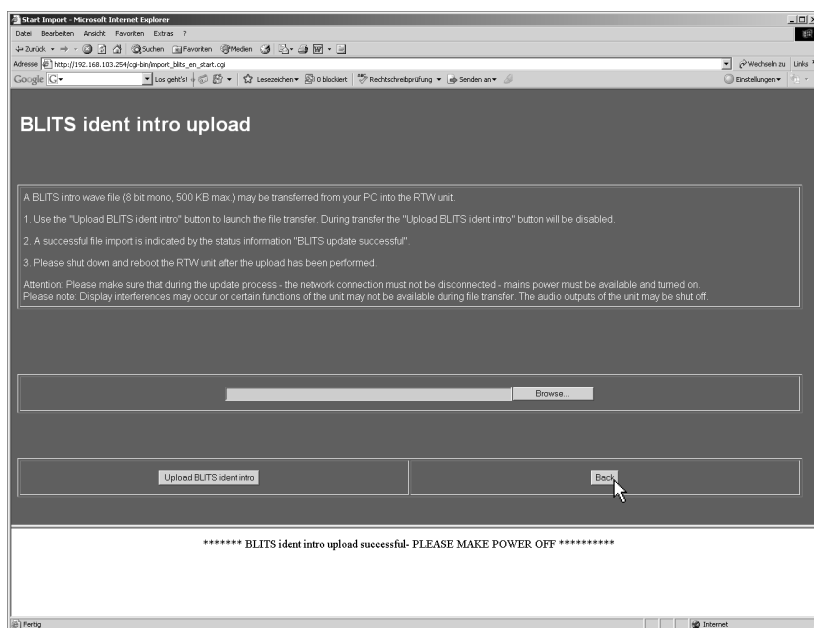 Start Import - Microsoft Internet Explorer
Datei Bearbeiten Ansicht Favoriten Extras ?
Zurück Suchen Favoriten Medien
Adresse http://192.168.103.254/cgi-bin/import_blits_en_start.cgi Wechseln zu Links
Google G Los geht's! Lesezeichen 0 blockiert Rechtschreibprüfung Senden an Einstellungen
BLITS ident intro upload
A BLITS intro wave file (8 bit mono, 500 KB max.) may be transferred from your PC into the RTW unit.
1. Use the "Upload BLITS ident intro" button to launch the file transfer. During transfer the "Upload BLITS ident intro" button will be disabled.
2. A successful file import is indicated by the status information "BLITS update successful".
3. Please shut down and reboot the RTW unit after the upload has been performed.
Attention: Please make sure that during the update process - the network connection must not be disconnected - mains power must be available and turned on.
Please note: Display interferences may occur or certain functions of the unit may not be available during file transfer. The audio outputs of the unit may be shut off.
Browse...
Upload BLITS ident intro Back
******* BLITS ident intro upload successful- PLEASE MAKE POWER OFF **********
Fertig Internet